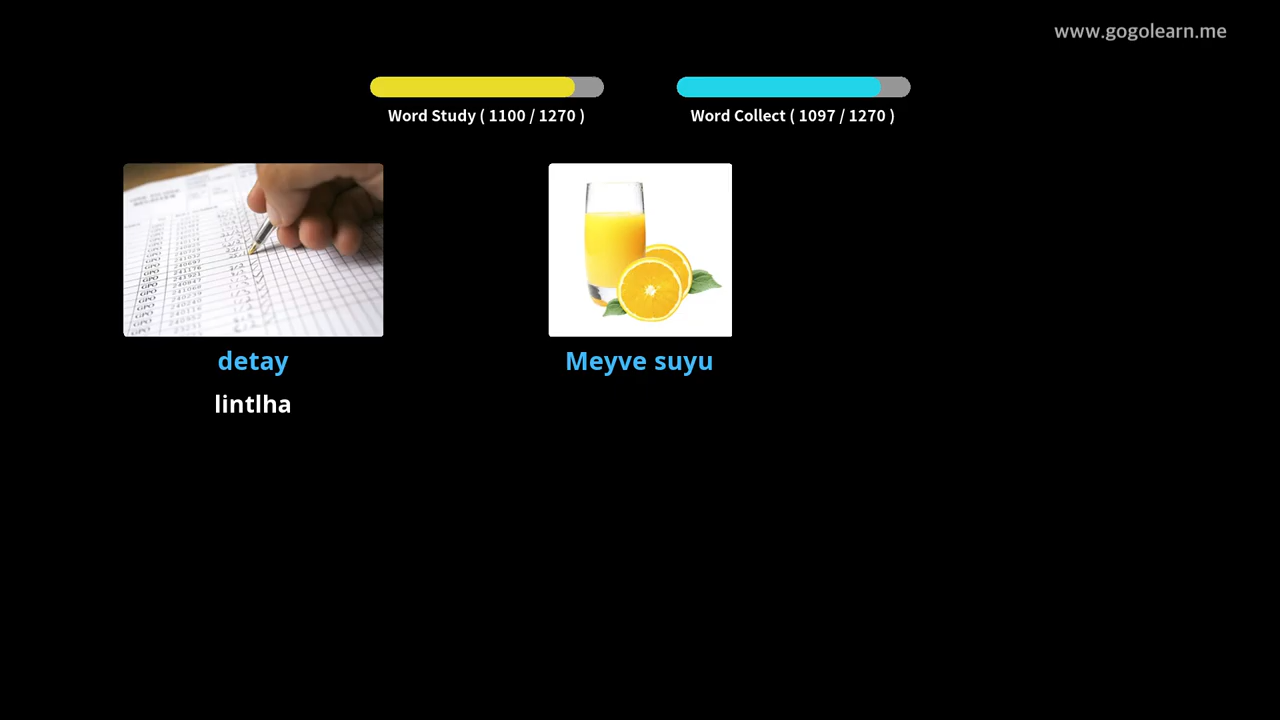 www.gogolearn.me
Word Study ( 1100 / 1270 )
Word Collect ( 1097 / 1270 )
detay
Meyve suyu
lintlha